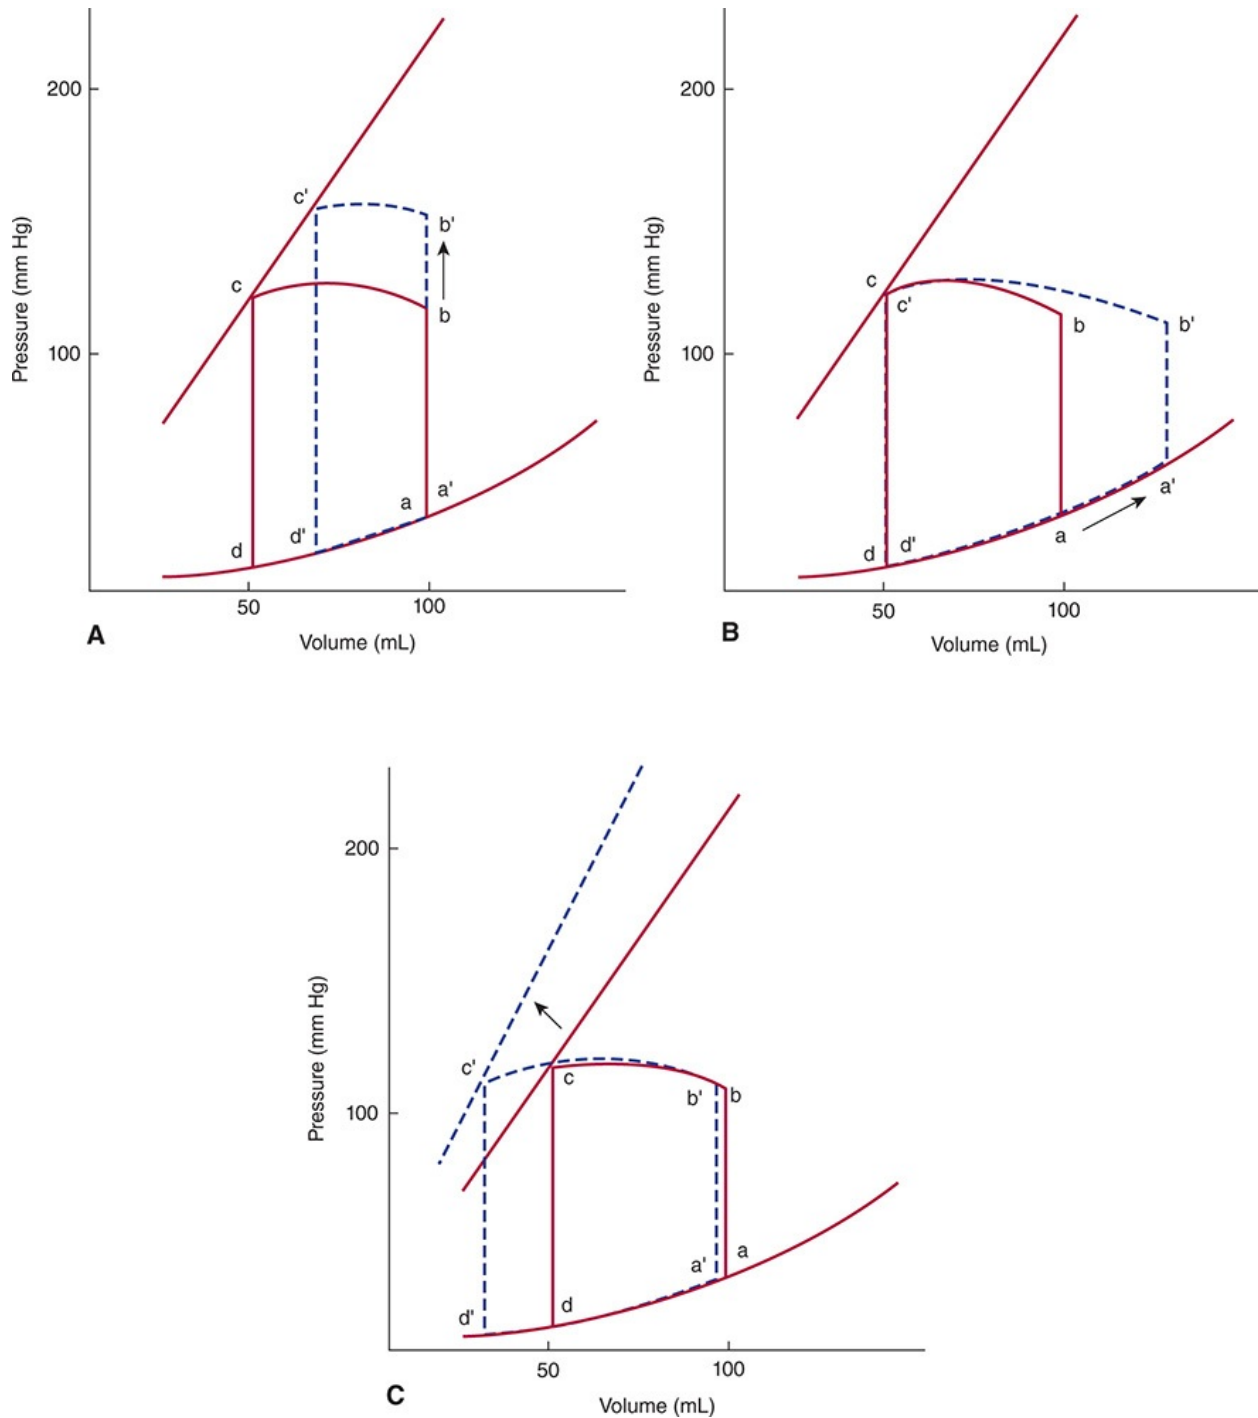 200
c'
b'
c
b
100
a'
a
d'
d
50
100
A
Volume (mL)
Pressure (mm Hg)
200
c
c'
b
b'
100
a'
a
d
d'
50
100
B
Volume (mL)
Pressure (mm Hg)
200
c'
c
b'
b
100
a
a'
d
d'
50
100
C
Volume (mL)
Pressure (mm Hg)